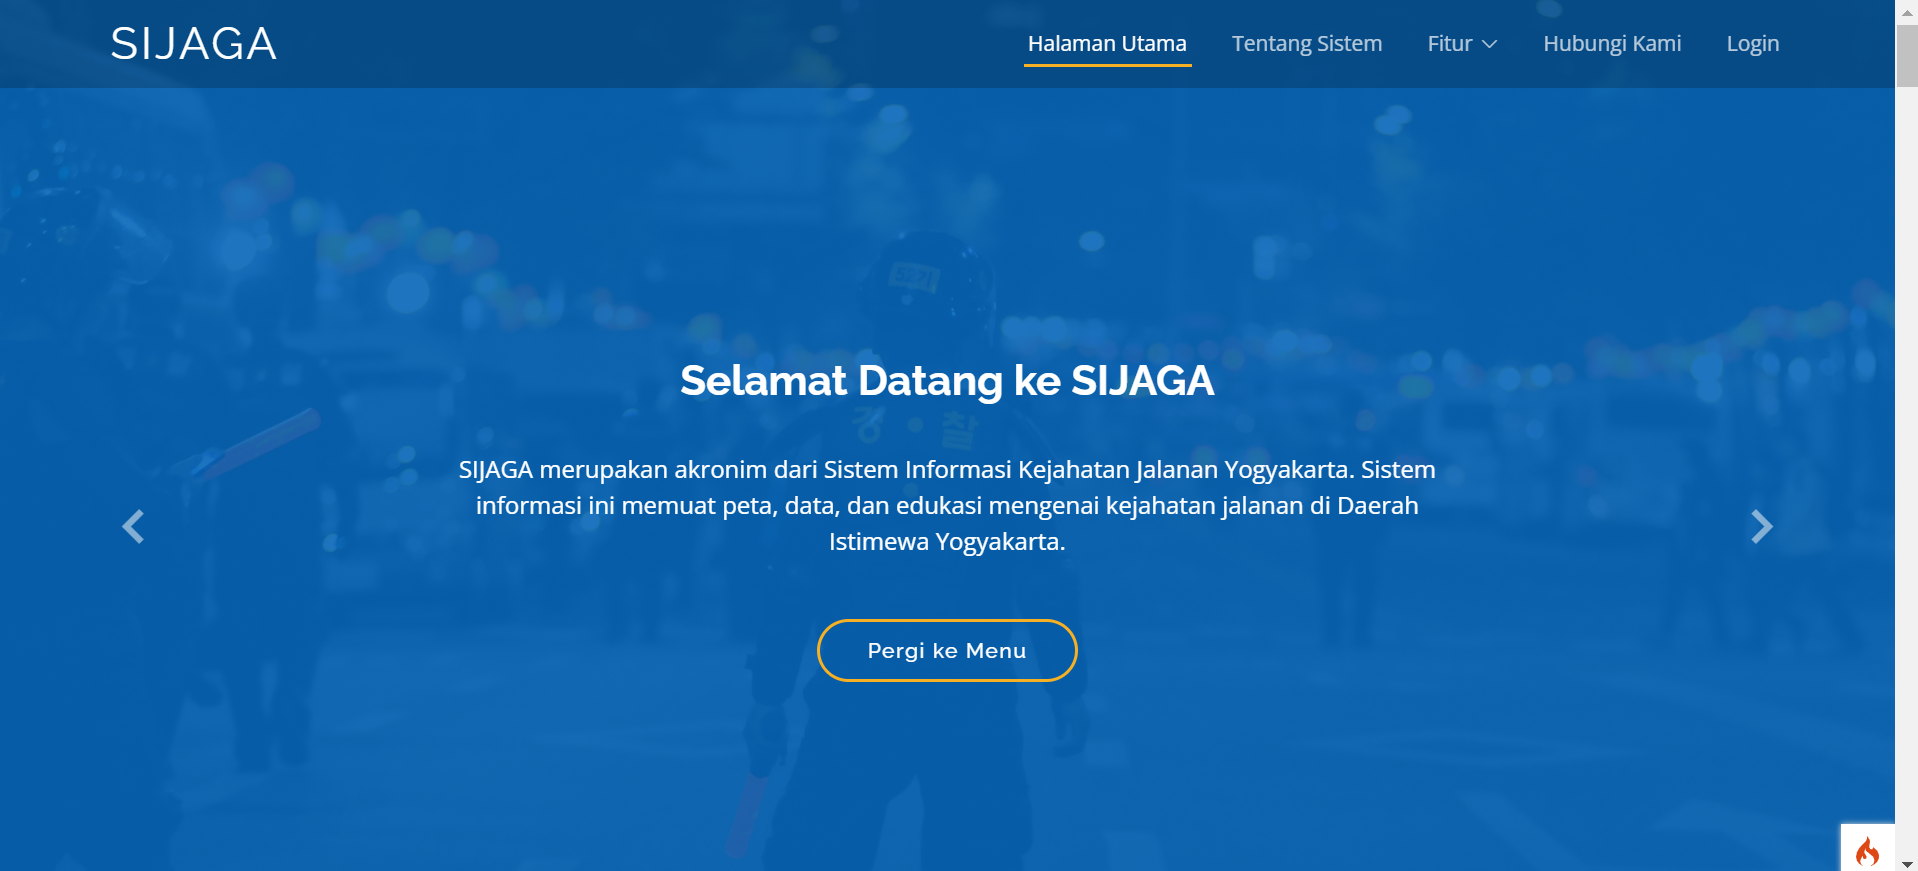 SIJAGA
Halaman Utama
Tentang Sistem
Fitur
Hubungi Kami
Login
Selamat Datang ke SIJAGA
경찰
SIJAGA merupakan akronim dari Sistem Informasi Kejahatan Jalanan Yogyakarta. Sistem
informasi ini memuat peta, data, dan edukasi mengenai kejahatan jalanan di Daerah
Istimewa Yogyakarta.
Pergi ke Menu